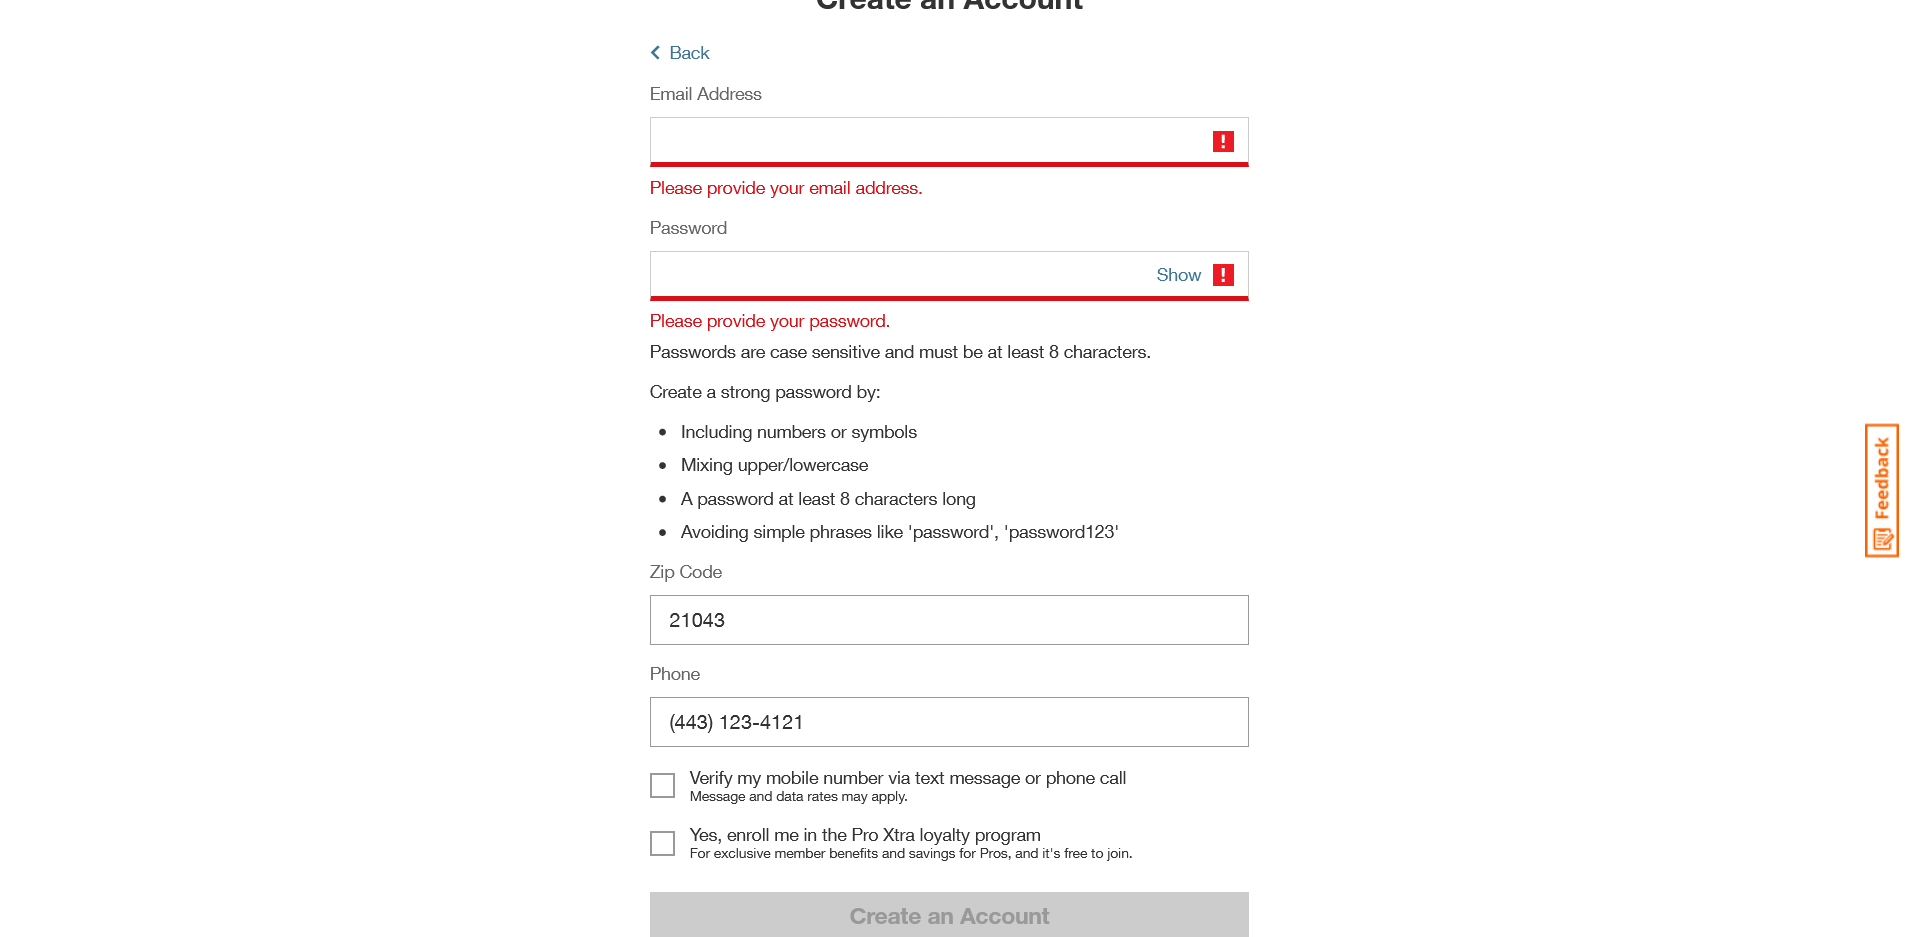 Create an Account
Back
Email Address
Please provide your email address.
Password
Show
Please provide your password.
Passwords are case sensitive and must be at least 8 characters.
Create a strong password by:
• Including numbers or symbols
• Mixing upper/lowercase
• A password at least 8 characters long
• Avoiding simple phrases like 'password', 'password123'
Zip Code
21043
Phone
(443) 123-4121
Verify my mobile number via text message or phone call
Message and data rates may apply.
Yes, enroll me in the Pro Xtra loyalty program
For exclusive member benefits and savings for Pros, and it's free to join.
Create an Account
Feedback